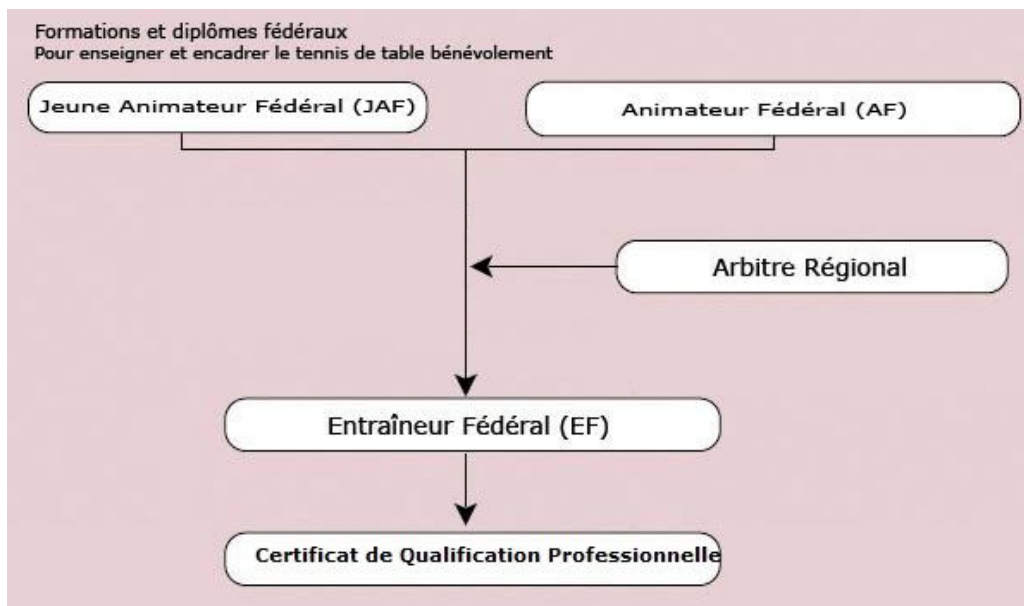 Formations et diplômes fédéraux
Pour enseigner et encadrer le tennis de table bénévolement
Jeune Animateur Fédéral (JAF)
Animateur Fédéral (AF)
Arbitre Régional
Entraîneur Fédéral (EF)
Certificat de Qualification Professionnelle